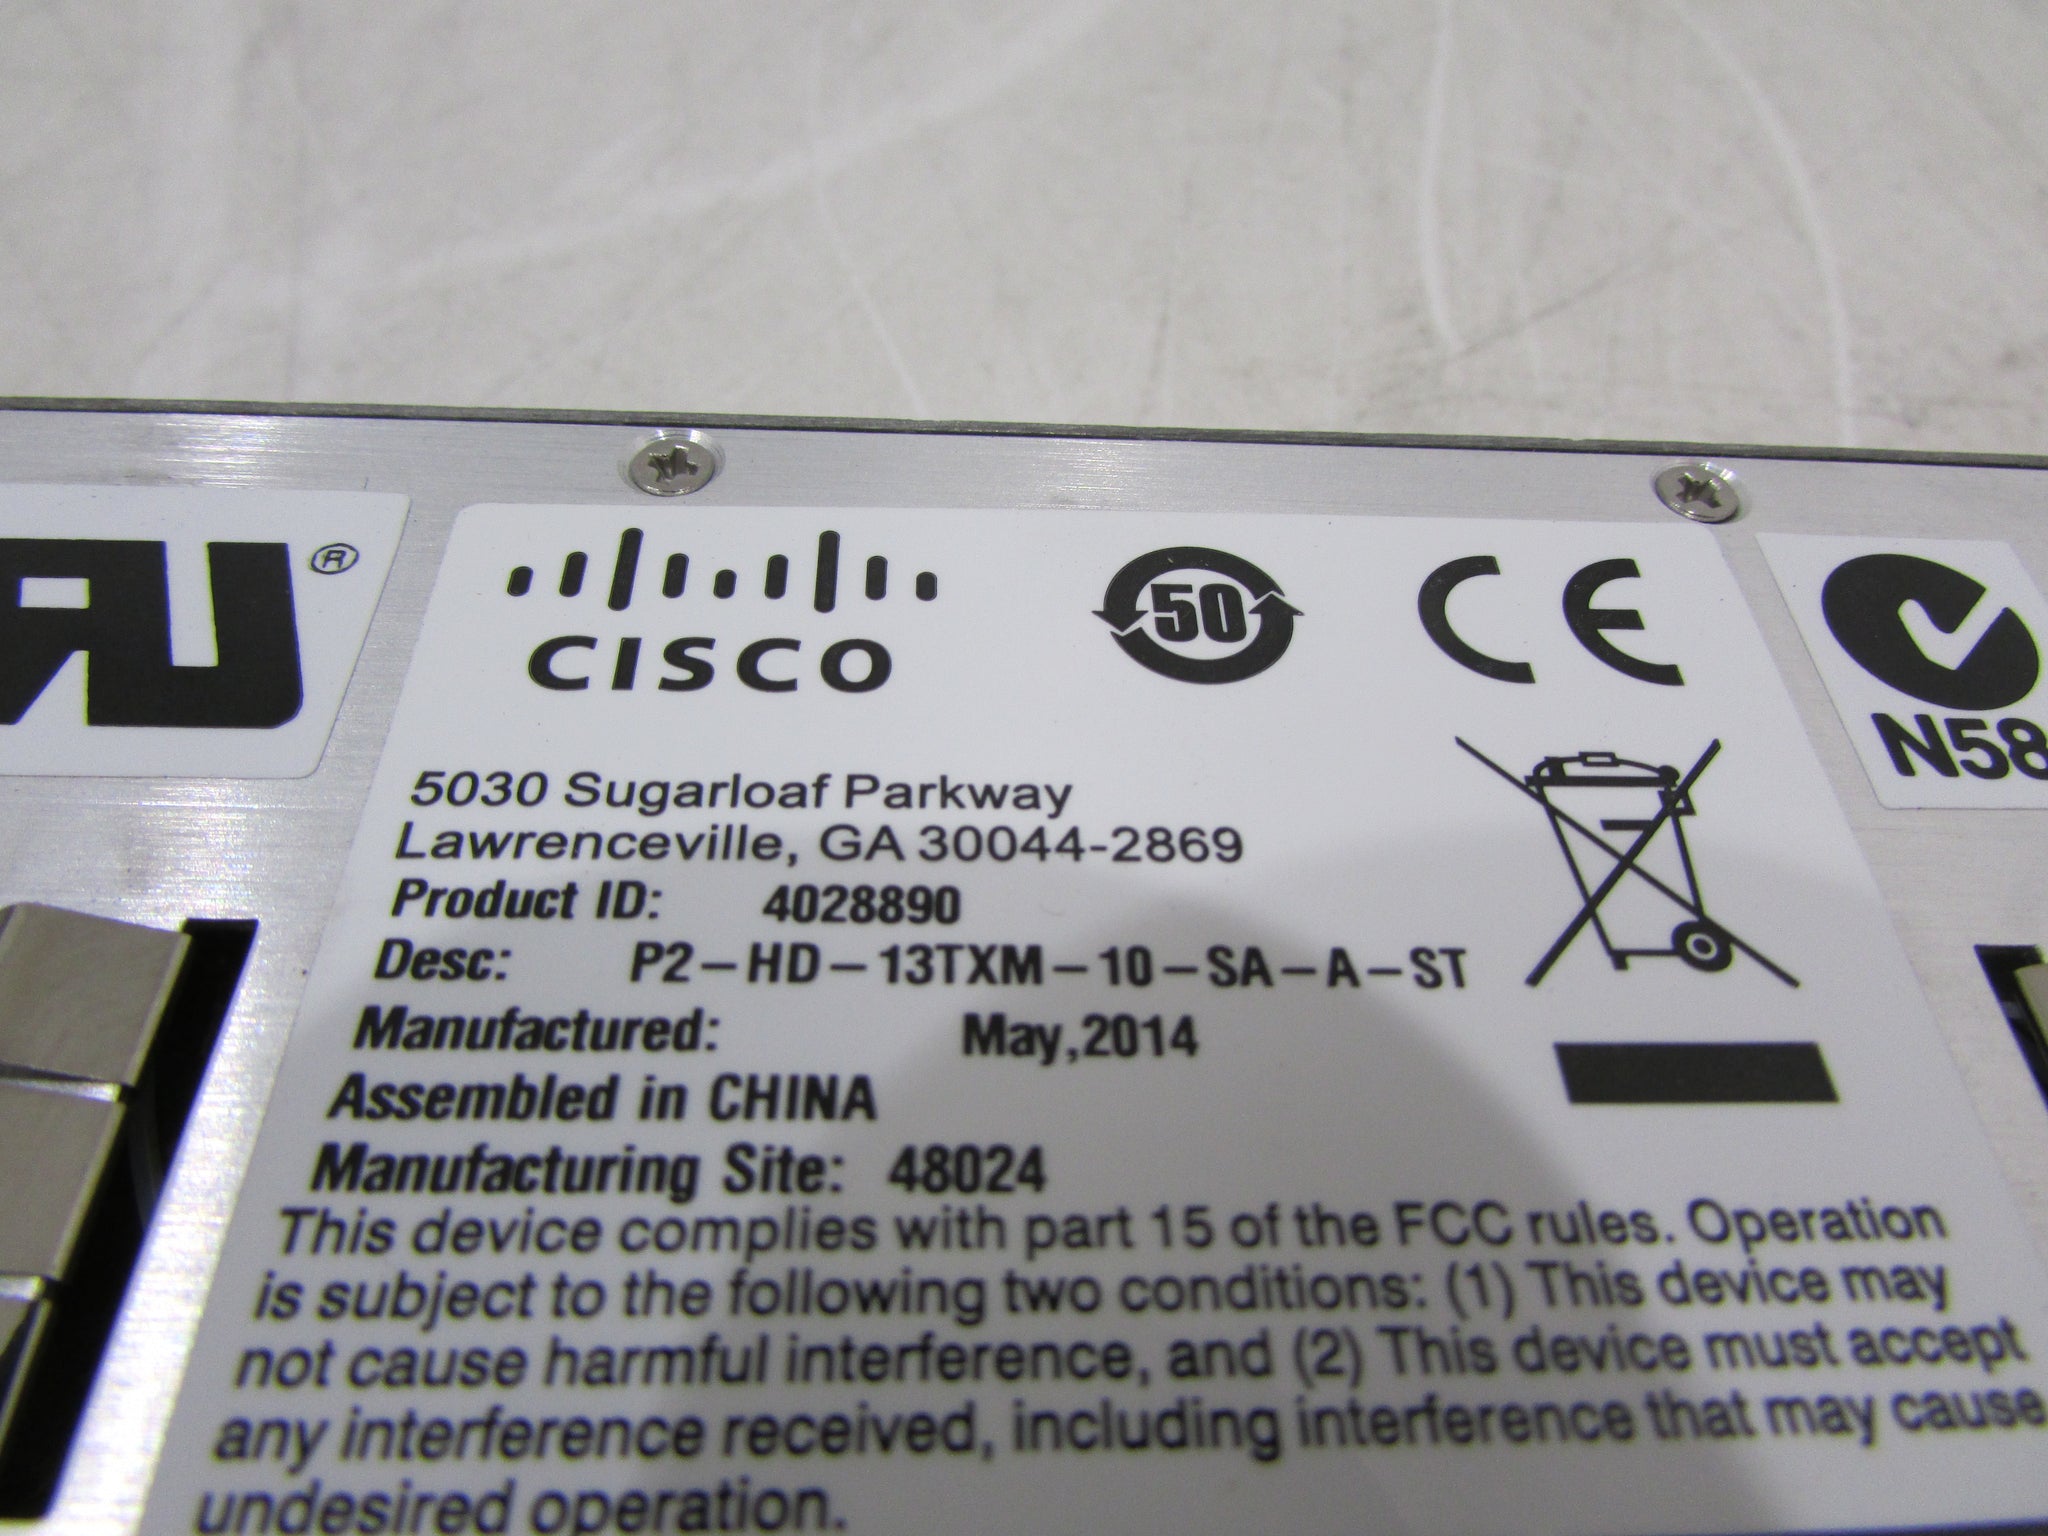 ®
CISCO
50
CE
N58
5030 Sugarloaf Parkway
Lawrenceville, GA 30044-2869
Product ID: 4028890
Desc: P2-HD-13TXM-10-SA-A-ST
Manufactured: May,2014
Assembled in CHINA
Manufacturing Site: 48024
This device complies with part 15 of the FCC rules. Operation
is subject to the following two conditions: (1) This device may
not cause harmful interference, and (2) This device must accept
any interference received, including interference that may cause
undesired operation.